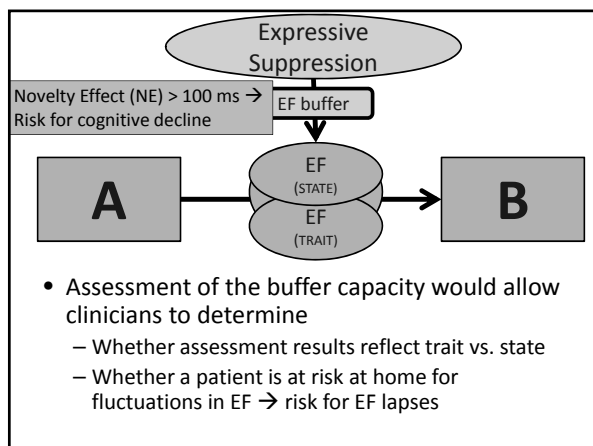 Expressive
Suppression
Novelty Effect (NE) > 100 ms →
Risk for cognitive decline
EF buffer
A
EF
(STATE)
EF
(TRAIT)
B
• Assessment of the buffer capacity would allow
clinicians to determine
– Whether assessment results reflect trait vs. state
– Whether a patient is at risk at home for
fluctuations in EF → risk for EF lapses